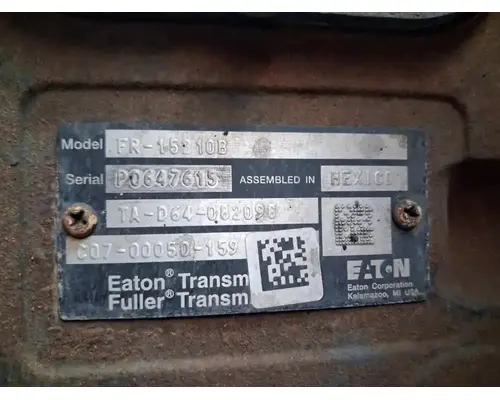 Model FR-15210B
Serial P0647615 ASSEMBLED IN MEXICO
TA-D64-08209G
C07-00050-159
Eaton® Transm
Fuller® Transm
EATON
Eaton Corporation
Kalamazoo, MI USA